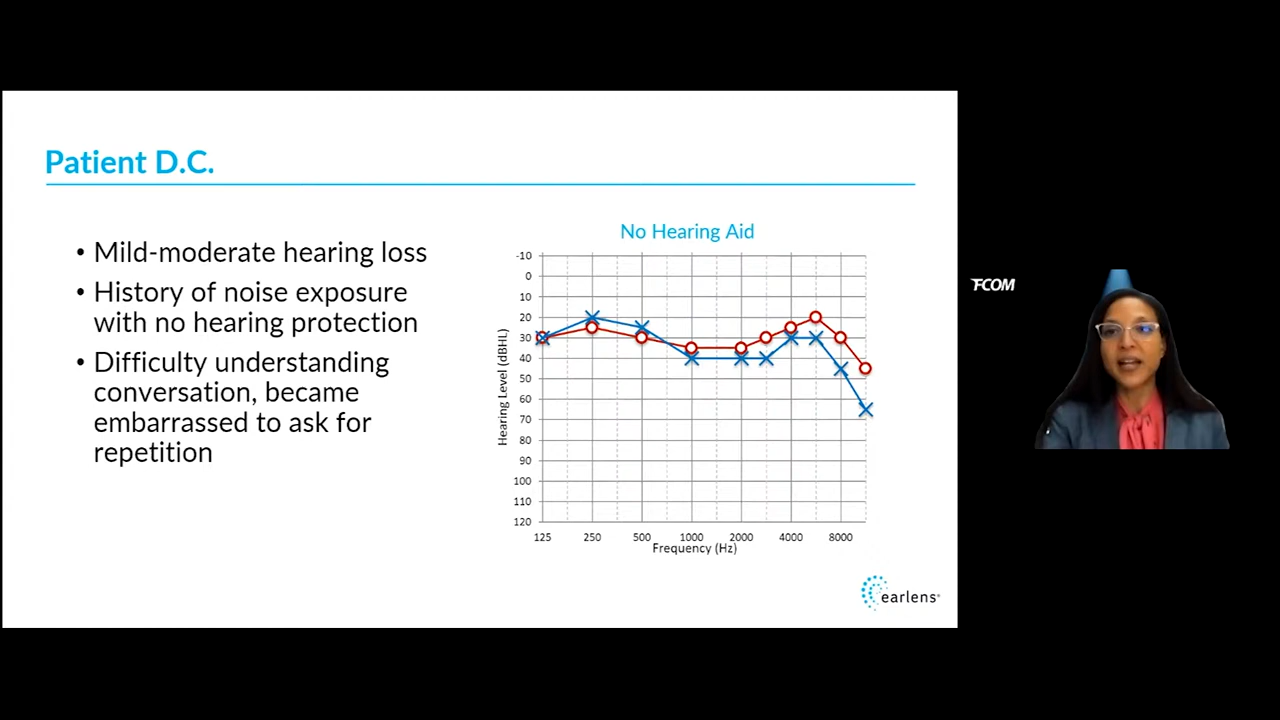 Patient D.C.
• Mild-moderate hearing loss
• History of noise exposure
with no hearing protection
• Difficulty understanding
conversation, became
embarrassed to ask for
repetition
No Hearing Aid
Hearing Level (dBHL)
-10
0
10
20
30
40
50
60
70
80
90
100
110
120
125 250 500 1000 2000 4000 8000
Frequency (Hz)
earlens
FCOM